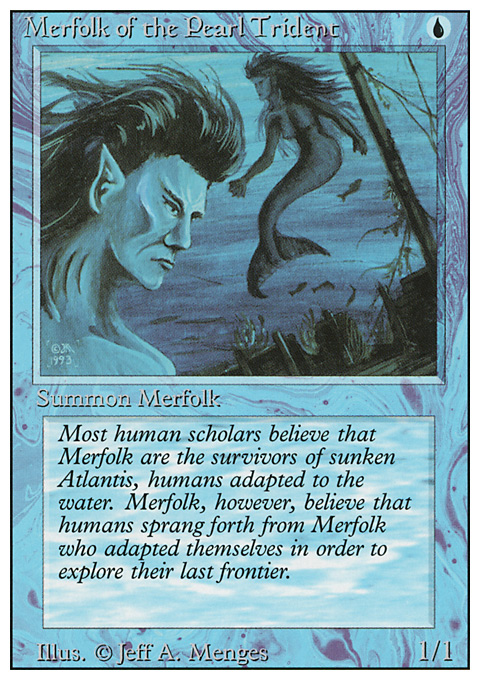 Merfolk of the Pearl Trident
1993
Summon Merfolk
Most human scholars believe that
Merfolk are the survivors of sunken
Atlantis, humans adapted to the
water. Merfolk, however, believe that
humans sprang forth from Merfolk
who adapted themselves in order to
explore their last frontier.
Illus. © Jeff A. Menges
1/1